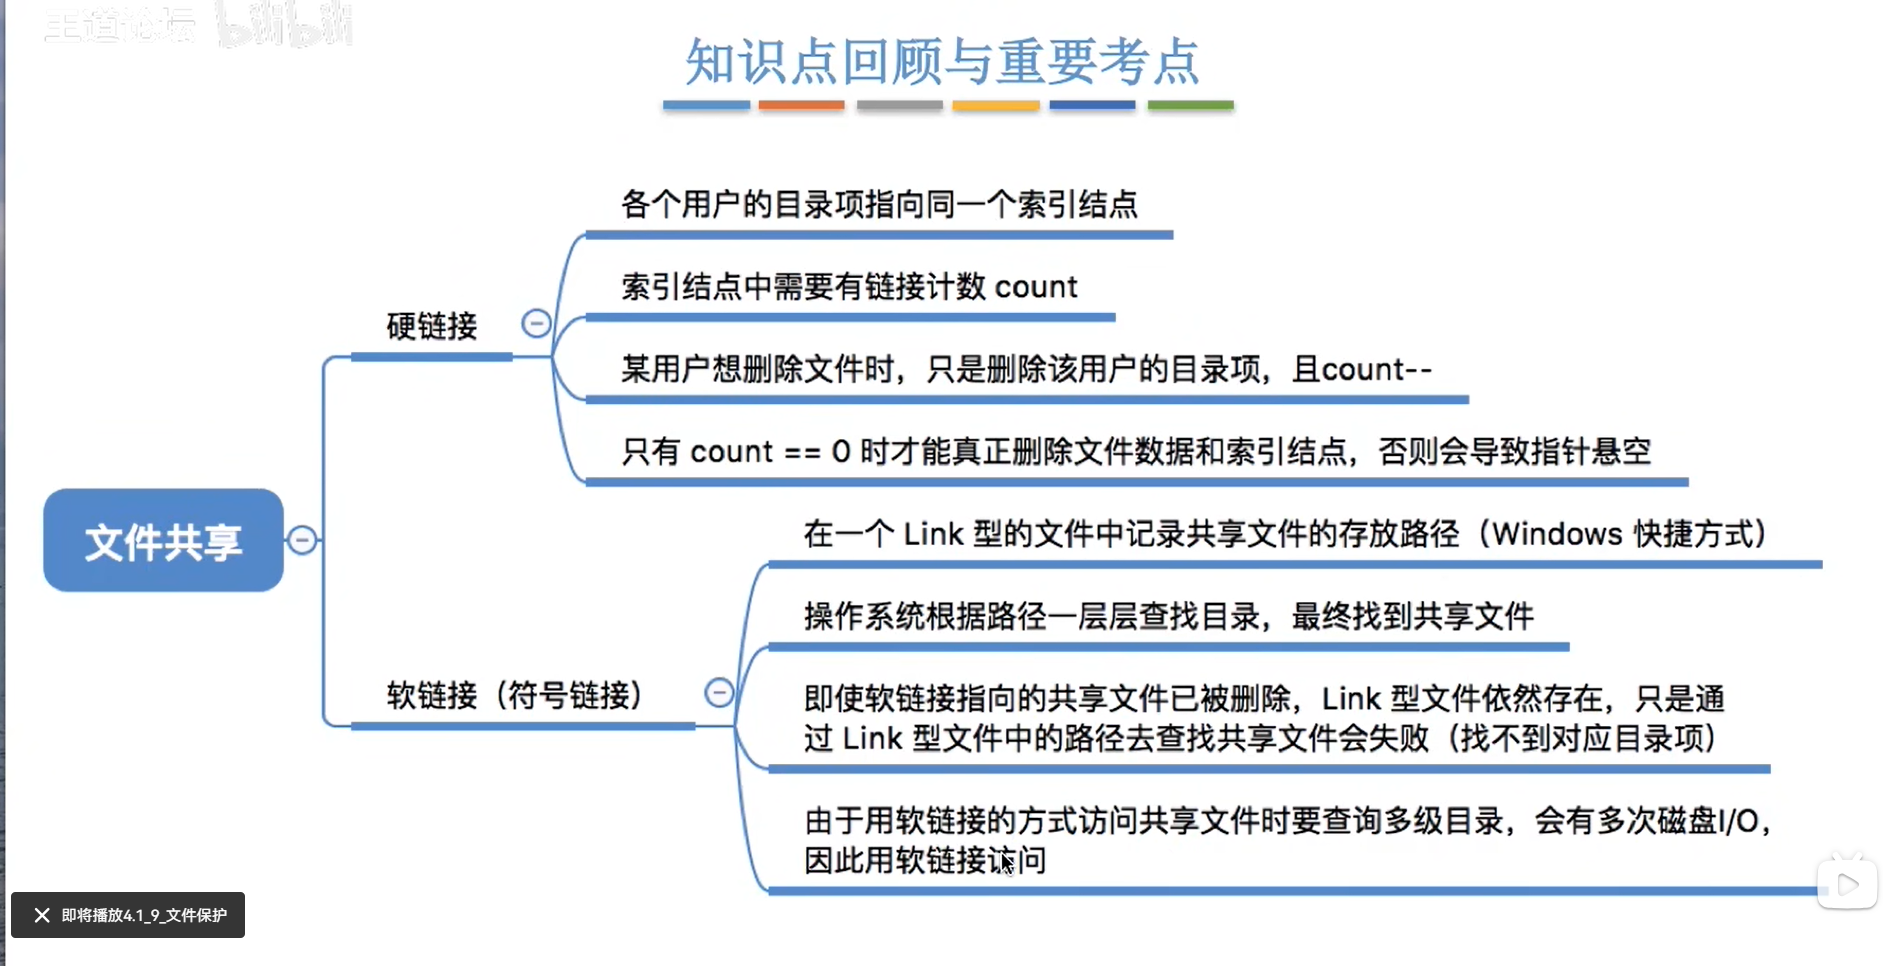 王道论坛 bilibili
知识点回顾与重要考点
各个用户的目录项指向同一个索引结点
索引结点中需要有链接计数 count
硬链接
某用户想删除文件时，只是删除该用户的目录项，且count--
只有 count == 0 时才能真正删除文件数据和索引结点，否则会导致指针悬空
文件共享
在一个 Link 型的文件中记录共享文件的存放路径（Windows 快捷方式）
操作系统根据路径一层层查找目录，最终找到共享文件
软链接（符号链接）
即使软链接指向的共享文件已被删除，Link 型文件依然存在，只是通
过 Link 型文件中的路径去查找共享文件会失败（找不到对应目录项）
由于用软链接的方式访问共享文件时要查询多级目录，会有多次磁盘I/O，
因此用软链接访问
即将播放4.1_9_文件保护